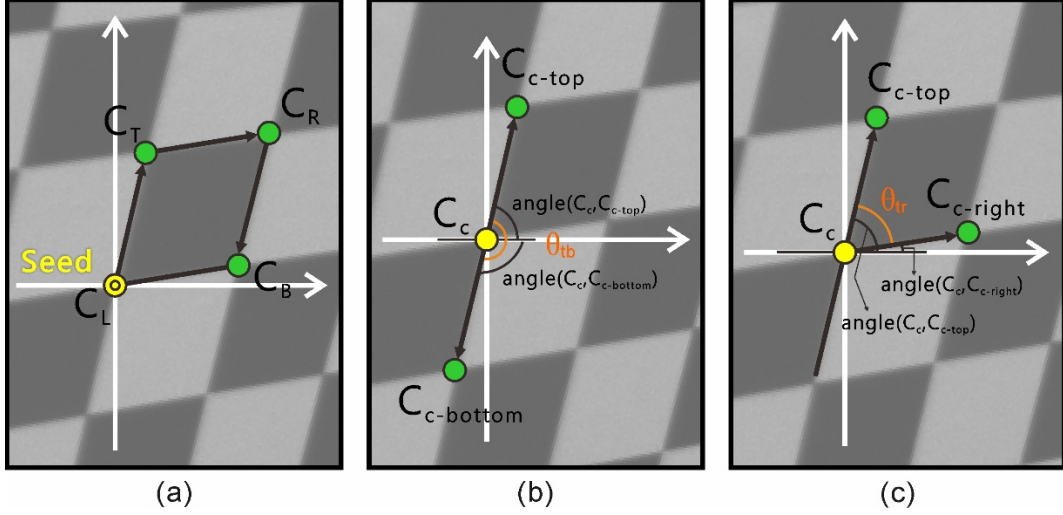 C_T
C_R
Seed
C_L
C_B
(a)
C_c-top
C_c
angle(C_c,C_c-top)
θ_tb
angle(C_c,C_c-bottom)
C_c-bottom
(b)
C_c-top
θ_tr
C_c-right
C_c
angle(C_c,C_c-right)
angle(C_c,C_c-top)
(c)